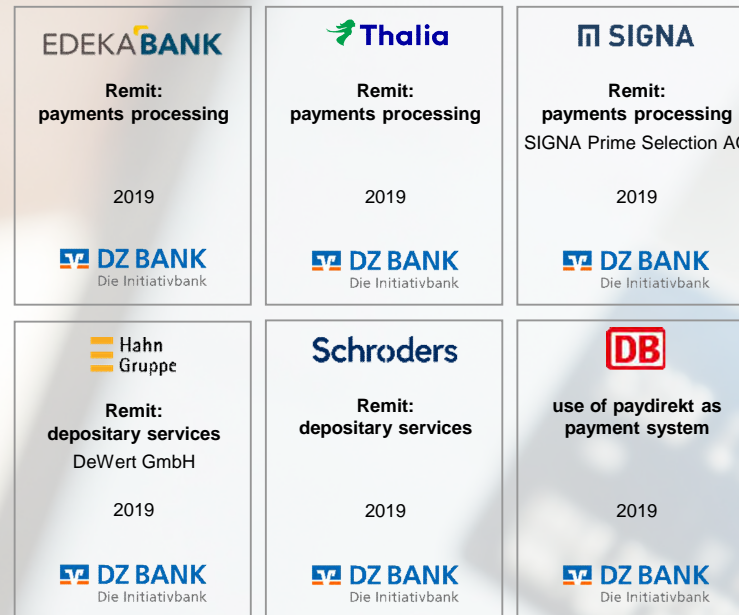 EDEKABANK
Remit:
payments processing
2019
DZ BANK
Die Initiativbank
Thalia
Remit:
payments processing
2019
DZ BANK
Die Initiativbank
SIGNA
Remit:
payments processing
SIGNA Prime Selection AG
2019
DZ BANK
Die Initiativbank
Hahn
Gruppe
Remit:
depositary services
DeWert GmbH
2019
DZ BANK
Die Initiativbank
Schroders
Remit:
depositary services
2019
DZ BANK
Die Initiativbank
DB
use of paydirekt as
payment system
2019
DZ BANK
Die Initiativbank